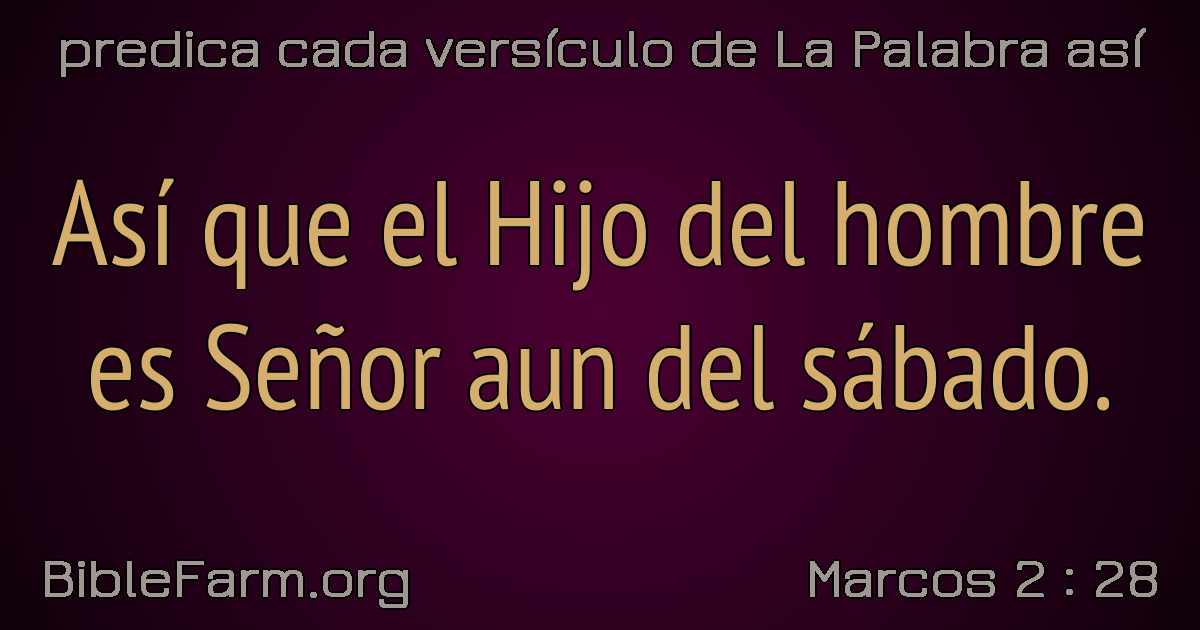 predica cada versículo de La Palabra así
Así que el Hijo del hombre
es Señor aun del sábado.
BibleFarm.org
Marcos 2 : 28